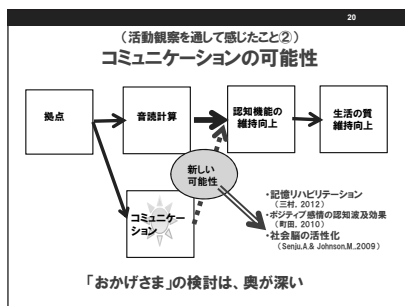 20
(活動観察を通して感じたこと②)
コミュニケーションの可能性
拠点
音読計算
認知機能の
維持向上
生活の質
維持向上
新しい
可能性
コミュニケー
ション
・記憶リハビリテーション
(三村, 2012)
・ポジティブ感情の認知波及効果
(町田, 2010)
・社会脳の活性化
(Senju.A.& Johnson.M.,2009)
「おかげさま」の検討は、奥が深い